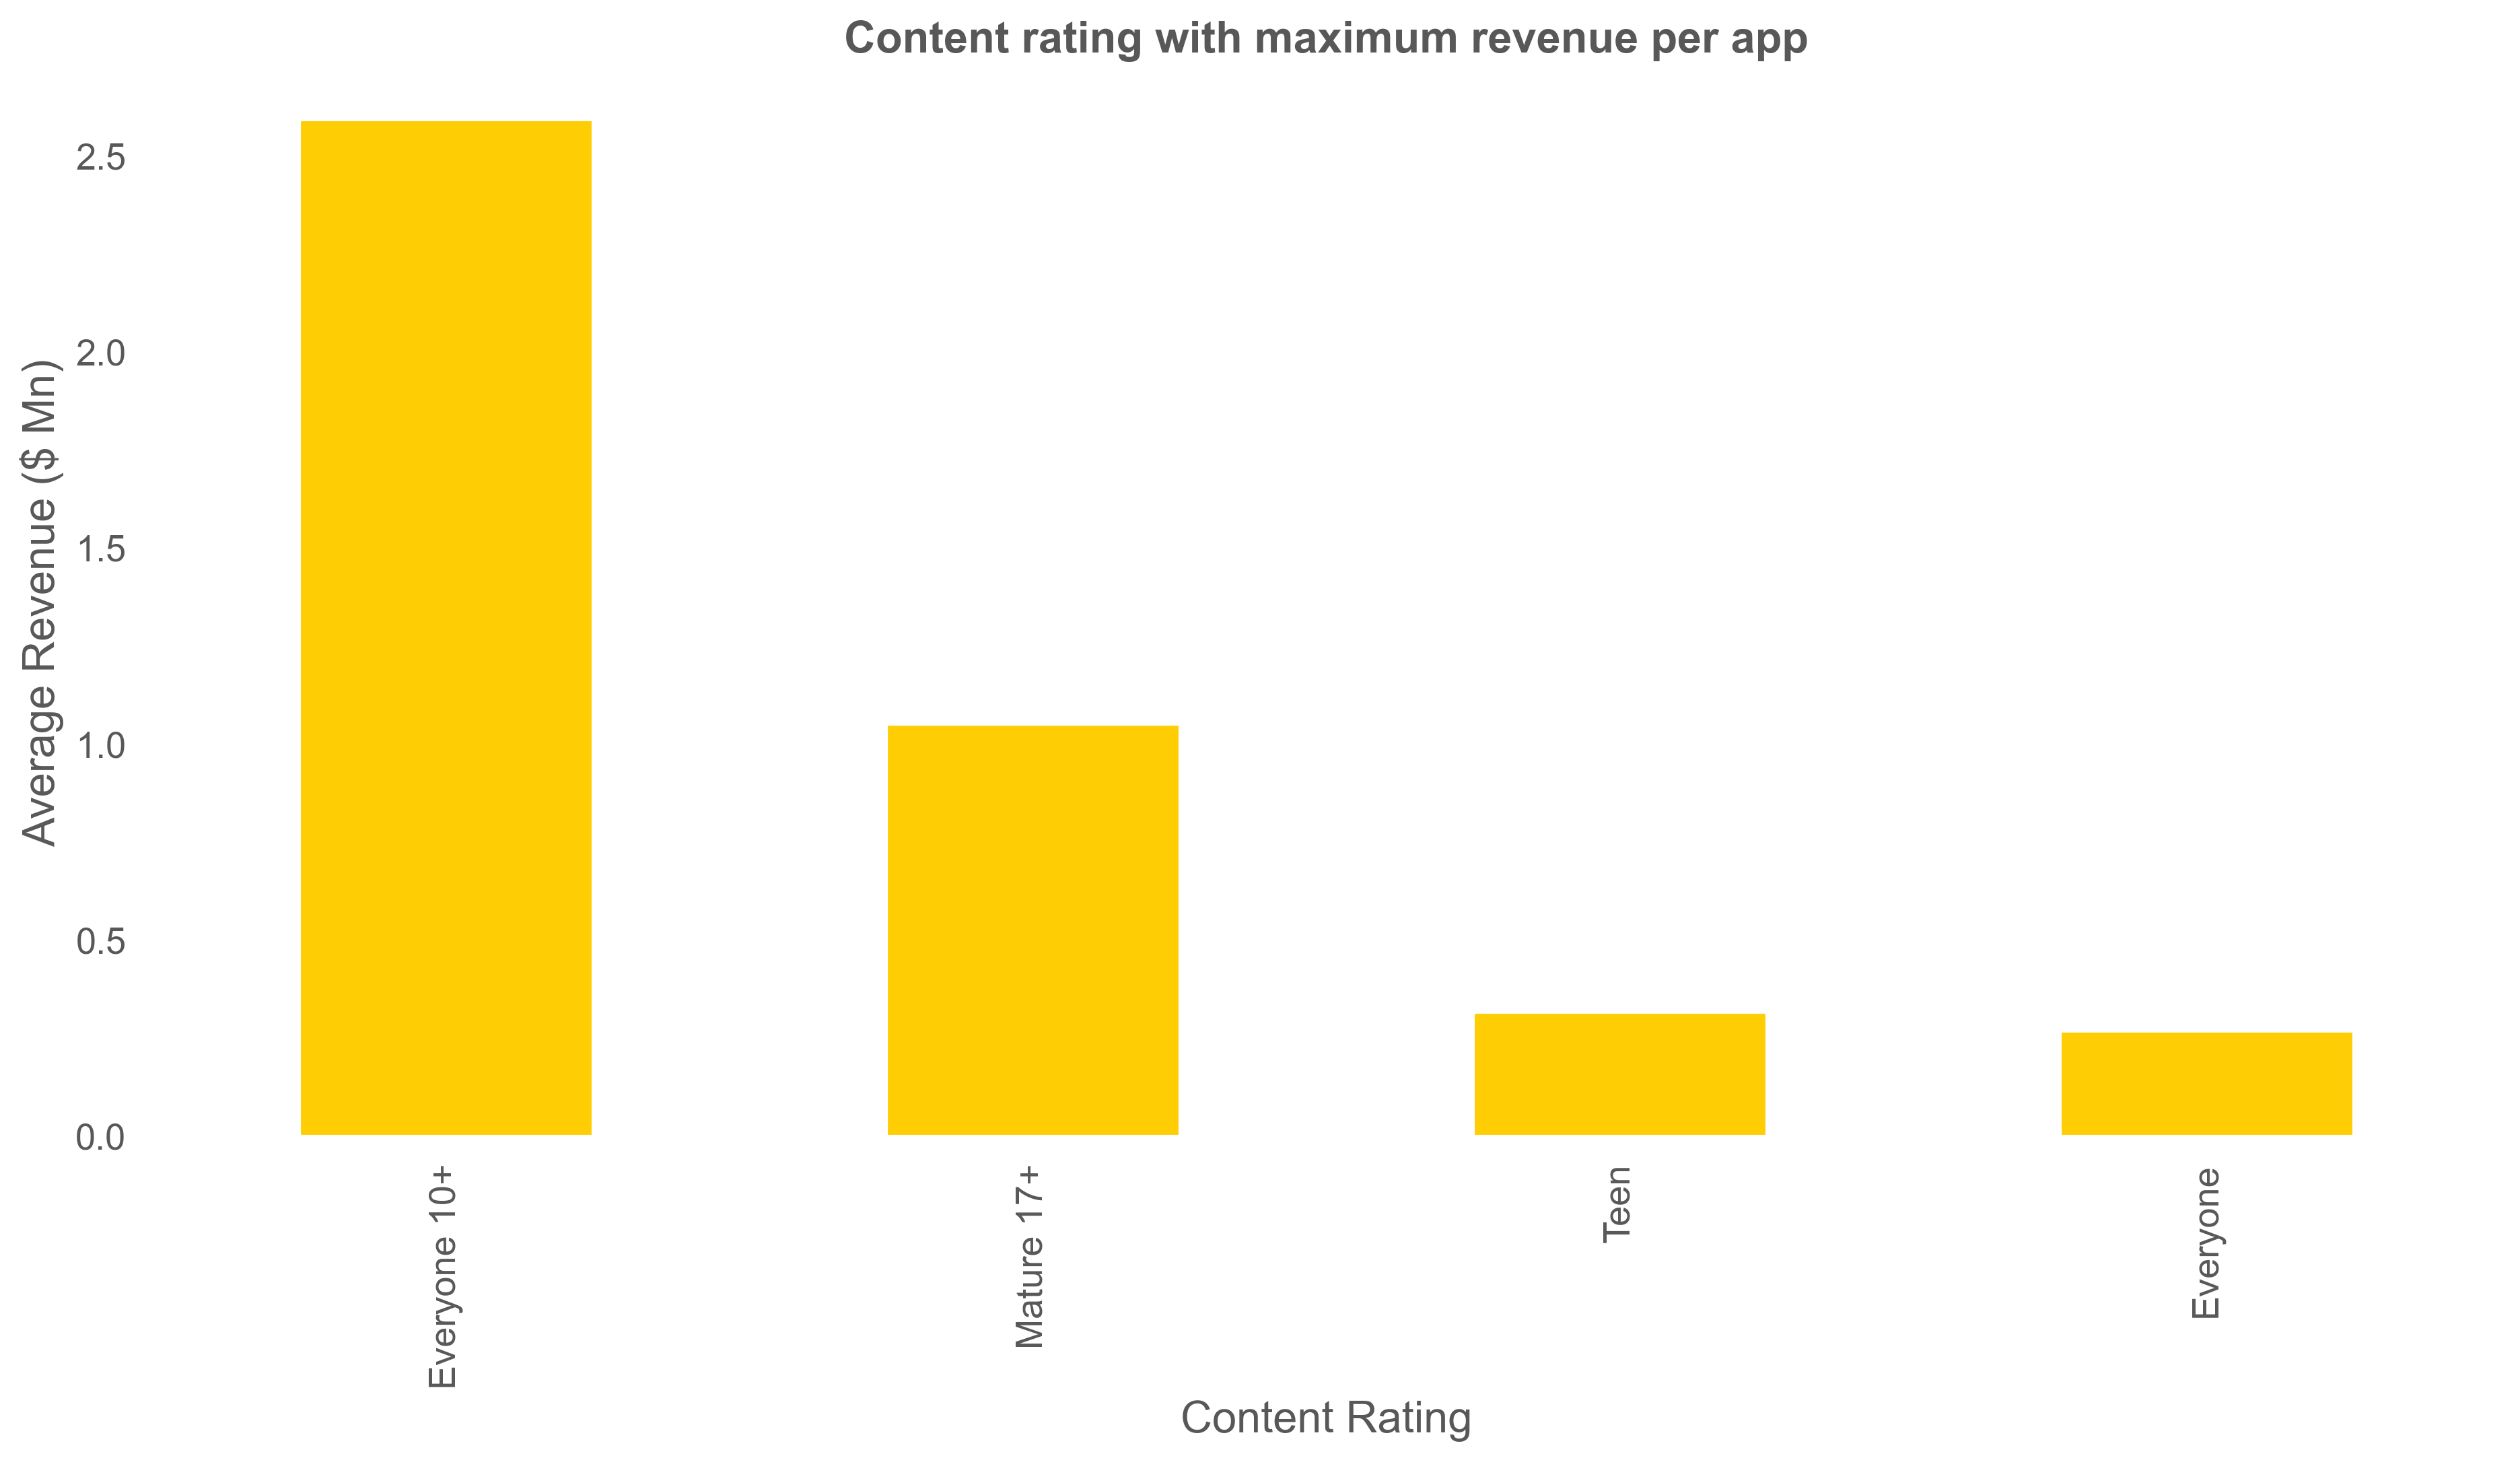 Content rating with maximum revenue per app
Average Revenue ($ Mn)
2.5
2.0
1.5
1.0
0.5
0.0
Everyone 10+
Mature 17+
Teen
Everyone
Content Rating